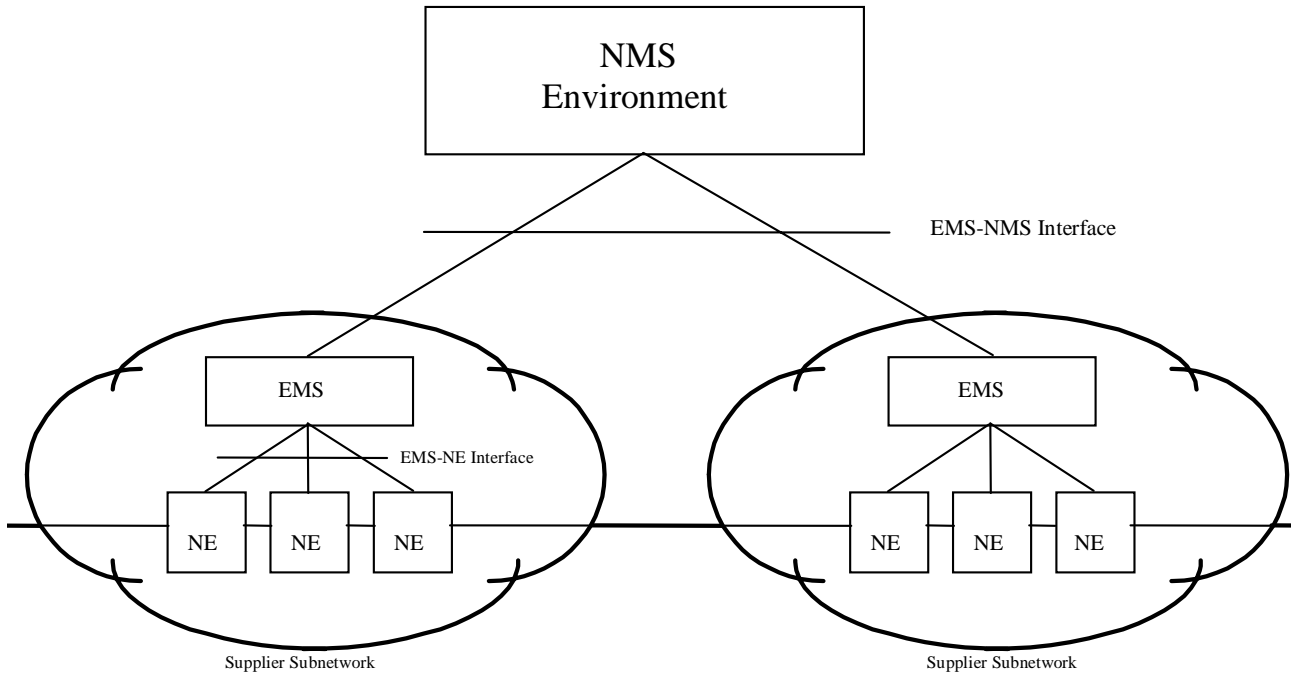 NMS
Environment
EMS-NMS Interface
EMS
EMS
EMS-NE Interface
NE
NE
NE
NE
NE
NE
Supplier Subnetwork
Supplier Subnetwork